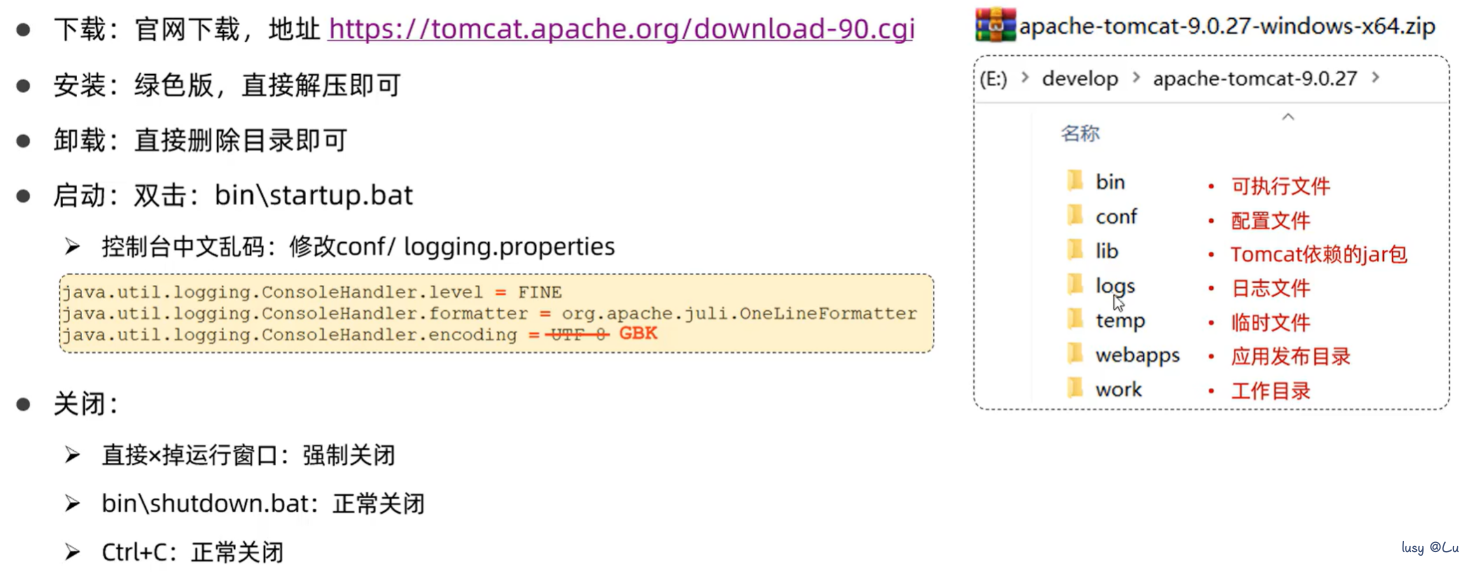 ● 下载：官网下载，地址 https://tomcat.apache.org/download-90.cgi
● 安装：绿色版，直接解压即可
● 卸载：直接删除目录即可
● 启动：双击：bin\startup.bat
➢ 控制台中文乱码：修改conf/ logging.properties
java.util.logging.ConsoleHandler.level = FINE
java.util.logging.ConsoleHandler.formatter = org.apache.juli.OneLineFormatter
java.util.logging.ConsoleHandler.encoding = UTF-8 GBK
● 关闭：
➢ 直接×掉运行窗口：强制关闭
➢ bin\shutdown.bat：正常关闭
➢ Ctrl+C：正常关闭
apache-tomcat-9.0.27-windows-x64.zip
(E:) > develop > apache-tomcat-9.0.27 >
名称
bin • 可执行文件
conf • 配置文件
lib • Tomcat依赖的jar包
logs • 日志文件
temp • 临时文件
webapps • 应用发布目录
work • 工作目录
lusy @Lu